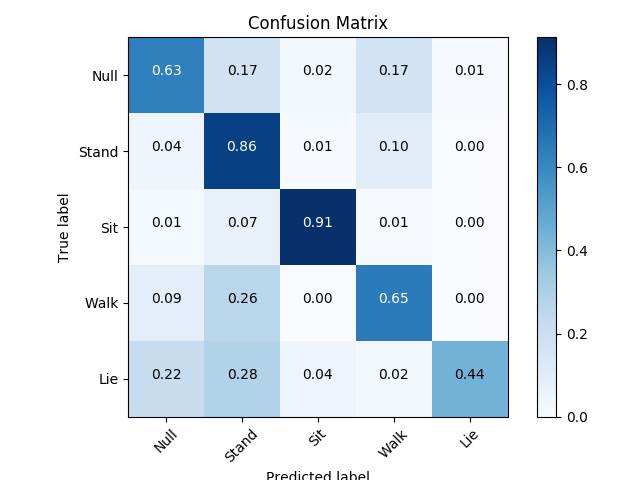 Confusion Matrix
True label
Null 0.63 0.17 0.02 0.17 0.01
Stand 0.04 0.86 0.01 0.10 0.00
Sit 0.01 0.07 0.91 0.01 0.00
Walk 0.09 0.26 0.00 0.65 0.00
Lie 0.22 0.28 0.04 0.02 0.44
Null Stand Sit Walk Lie
Predicted label
0.8
0.6
0.4
0.2
0.0